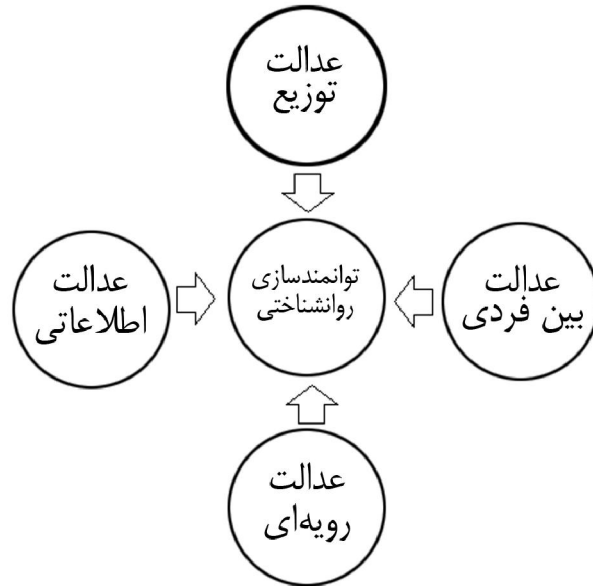 عدالت
توزیع
توانمندسازی
روانشناختی
عدالت
بین فردی
عدالت
اطلاعاتی
عدالت
رویه‌ای